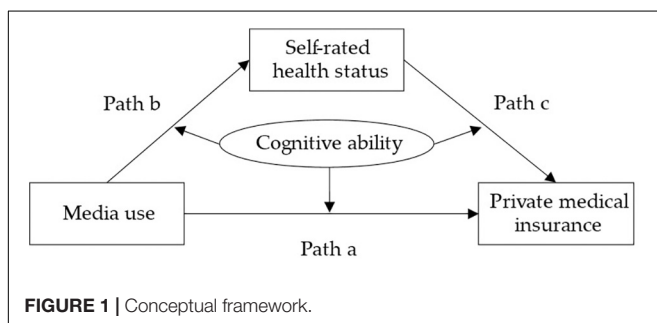 Self-rated
health status
Path b
Path c
Cognitive ability
Media use
Private medical
insurance
Path a
FIGURE 1 | Conceptual framework.